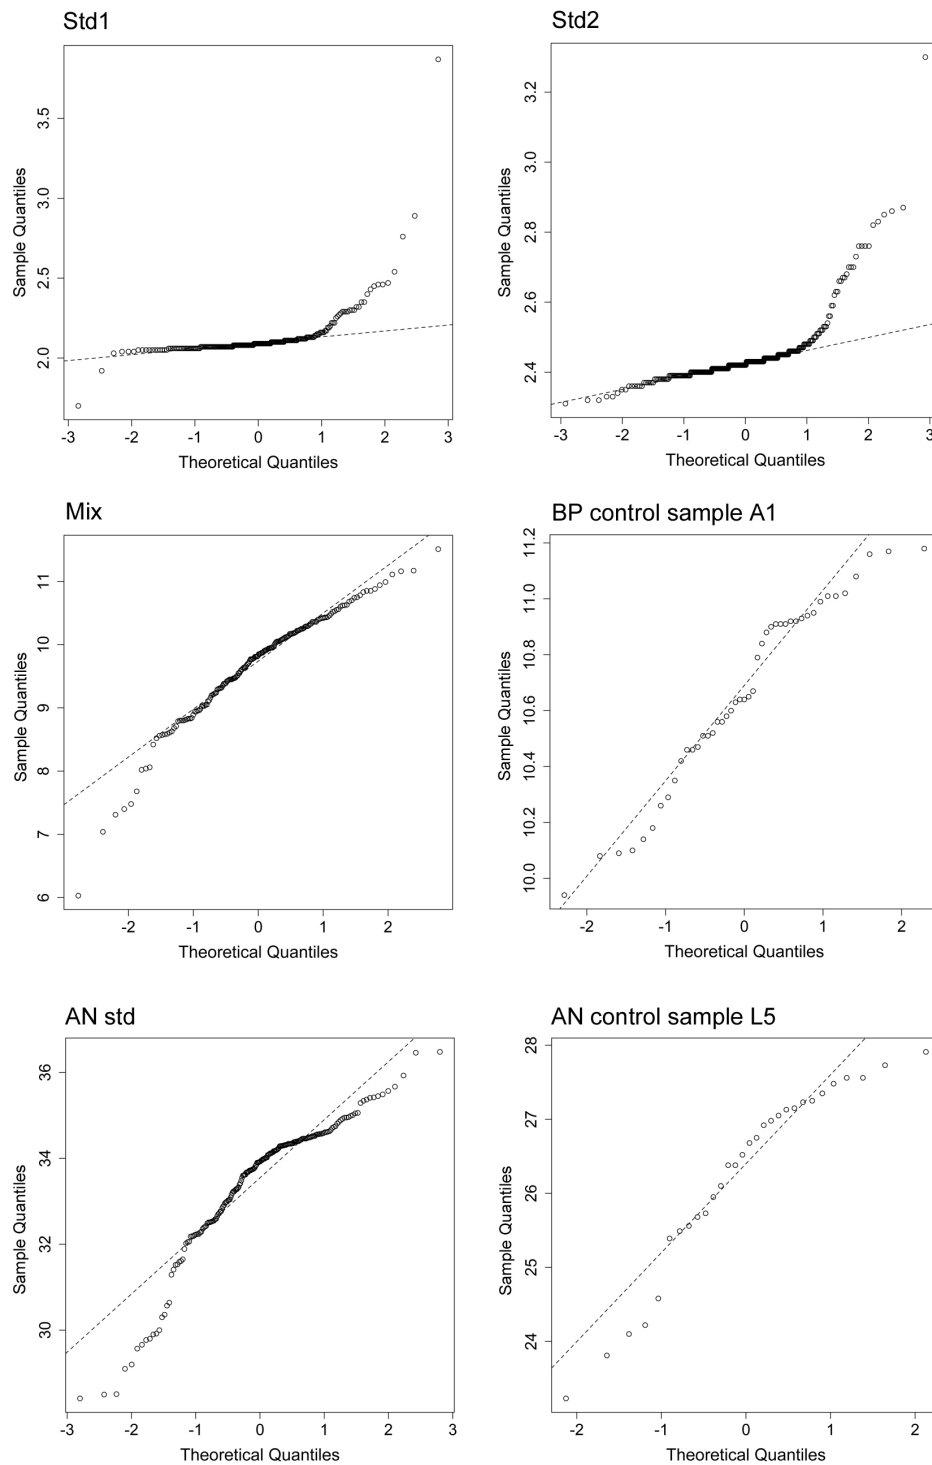 Std1
Std2
Sample Quantiles
3.5
3.0
2.5
2.0
-3 -2 -1 0 1 2 3
Theoretical Quantiles
Sample Quantiles
3.2
3.0
2.8
2.6
2.4
-3 -2 -1 0 1 2 3
Theoretical Quantiles
Mix
BP control sample A1
Sample Quantiles
11
10
9
8
7
6
-2 -1 0 1 2
Theoretical Quantiles
Sample Quantiles
11.2
11.0
10.8
10.6
10.4
10.2
10.0
-2 -1 0 1 2
Theoretical Quantiles
AN std
AN control sample L5
Sample Quantiles
36
34
32
30
-3 -2 -1 0 1 2 3
Theoretical Quantiles
Sample Quantiles
28
27
26
25
24
-2 -1 0 1 2
Theoretical Quantiles